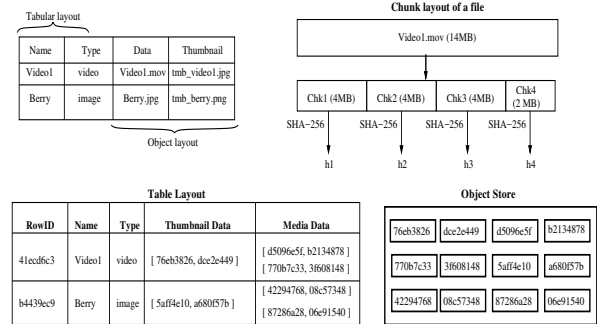 Tabular layout
Name Type Data Thumbnail
Video1 video Video1.mov tmb_video1.jpg
Berry image Berry.jpg tmb_berry.png
Object layout
Chunk layout of a file
Video1.mov (14MB)
Chk1 (4MB) Chk2 (4MB) Chk3 (4MB) Chk4 (2 MB)
SHA−256 SHA−256 SHA−256 SHA−256
h1 h2 h3 h4
Table Layout
RowID Name Type Thumbnail Data Media Data
41ecd6c3 Video1 video [ 76eb3826, dce2e449 ] [ d5096e5f, b2134878 ]
[ 770b7c33, 3f608148 ]
b4439ec9 Berry image [ 5aff4e10, a680f57b ] [ 42294768, 08c57348 ]
[ 87286a28, 06e91540 ]
Object Store
76eb3826 dce2e449 d5096e5f b2134878
770b7c33 3f608148 5aff4e10 a680f57b
42294768 08c57348 87286a28 06e91540